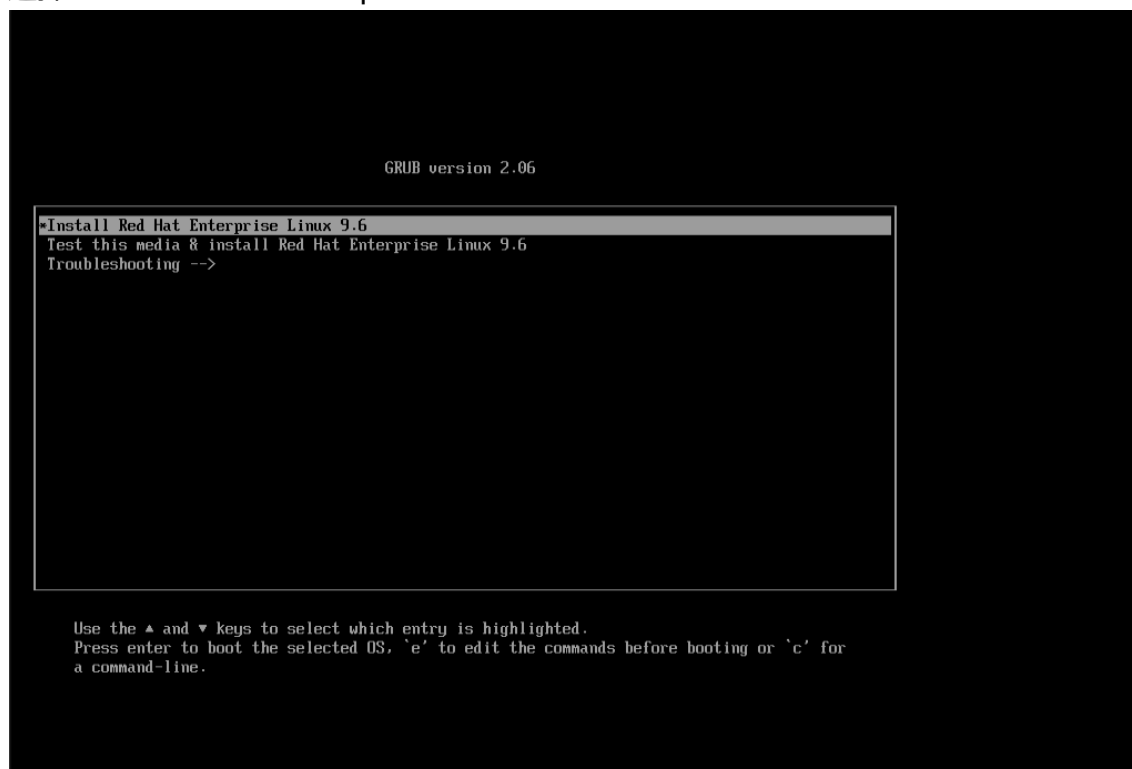 GRUB version 2.06
*Install Red Hat Enterprise Linux 9.6
Test this media & install Red Hat Enterprise Linux 9.6
Troubleshooting -->
Use the ▲ and ▼ keys to select which entry is highlighted.
Press enter to boot the selected OS, `e' to edit the commands before booting or `c' for
a command-line.